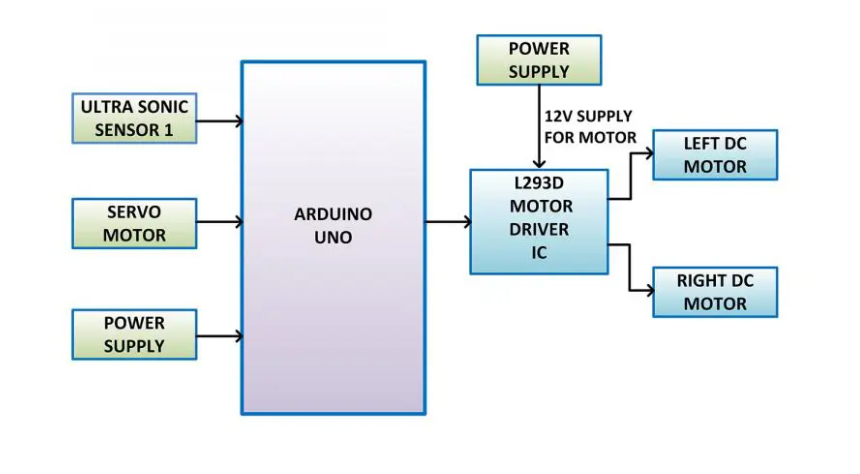 POWER
SUPPLY
ULTRA SONIC
SENSOR 1
12V SUPPLY
FOR MOTOR
LEFT DC
MOTOR
SERVO
MOTOR
ARDUINO
UNO
L293D
MOTOR
DRIVER
IC
RIGHT DC
MOTOR
POWER
SUPPLY